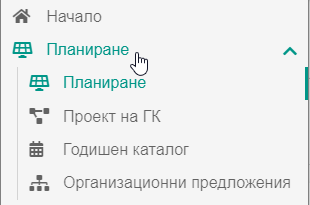 Начало
Планиране
Планиране
Проект на ГК
Годишен каталог
Организационни предложения